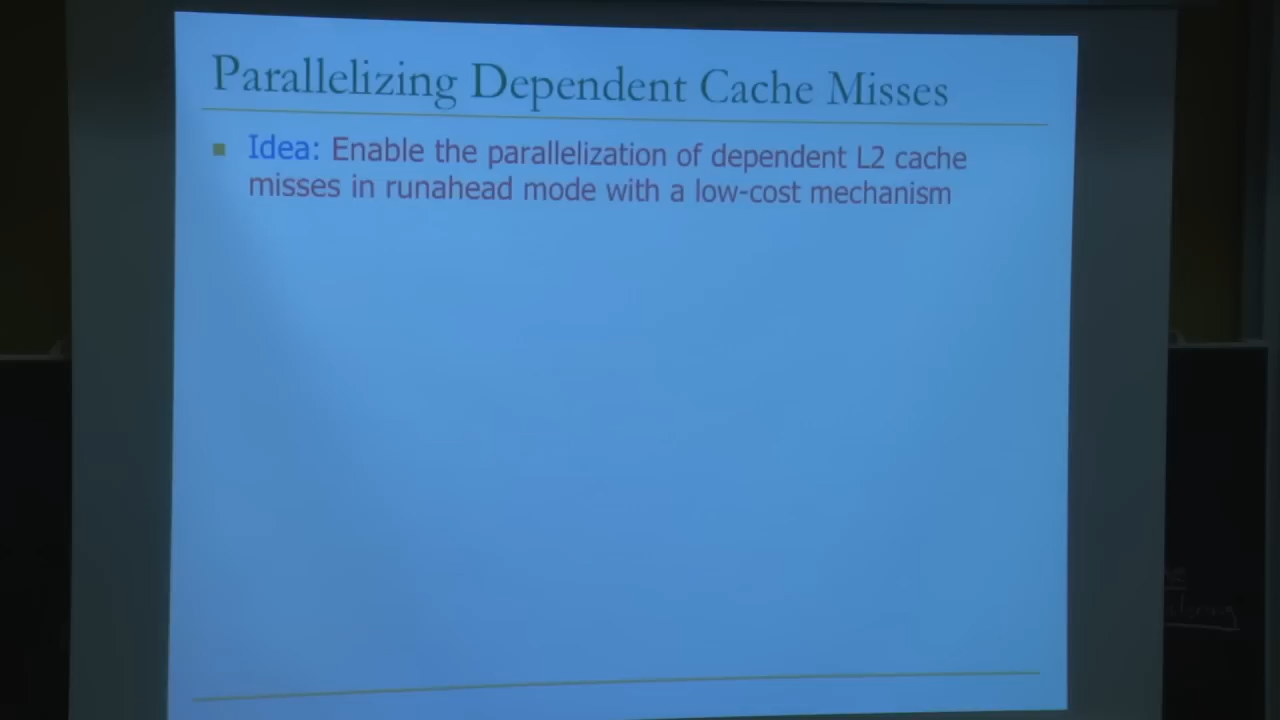 Parallelizing Dependent Cache Misses
Idea: Enable the parallelization of dependent L2 cache
misses in runahead mode with a low-cost mechanism